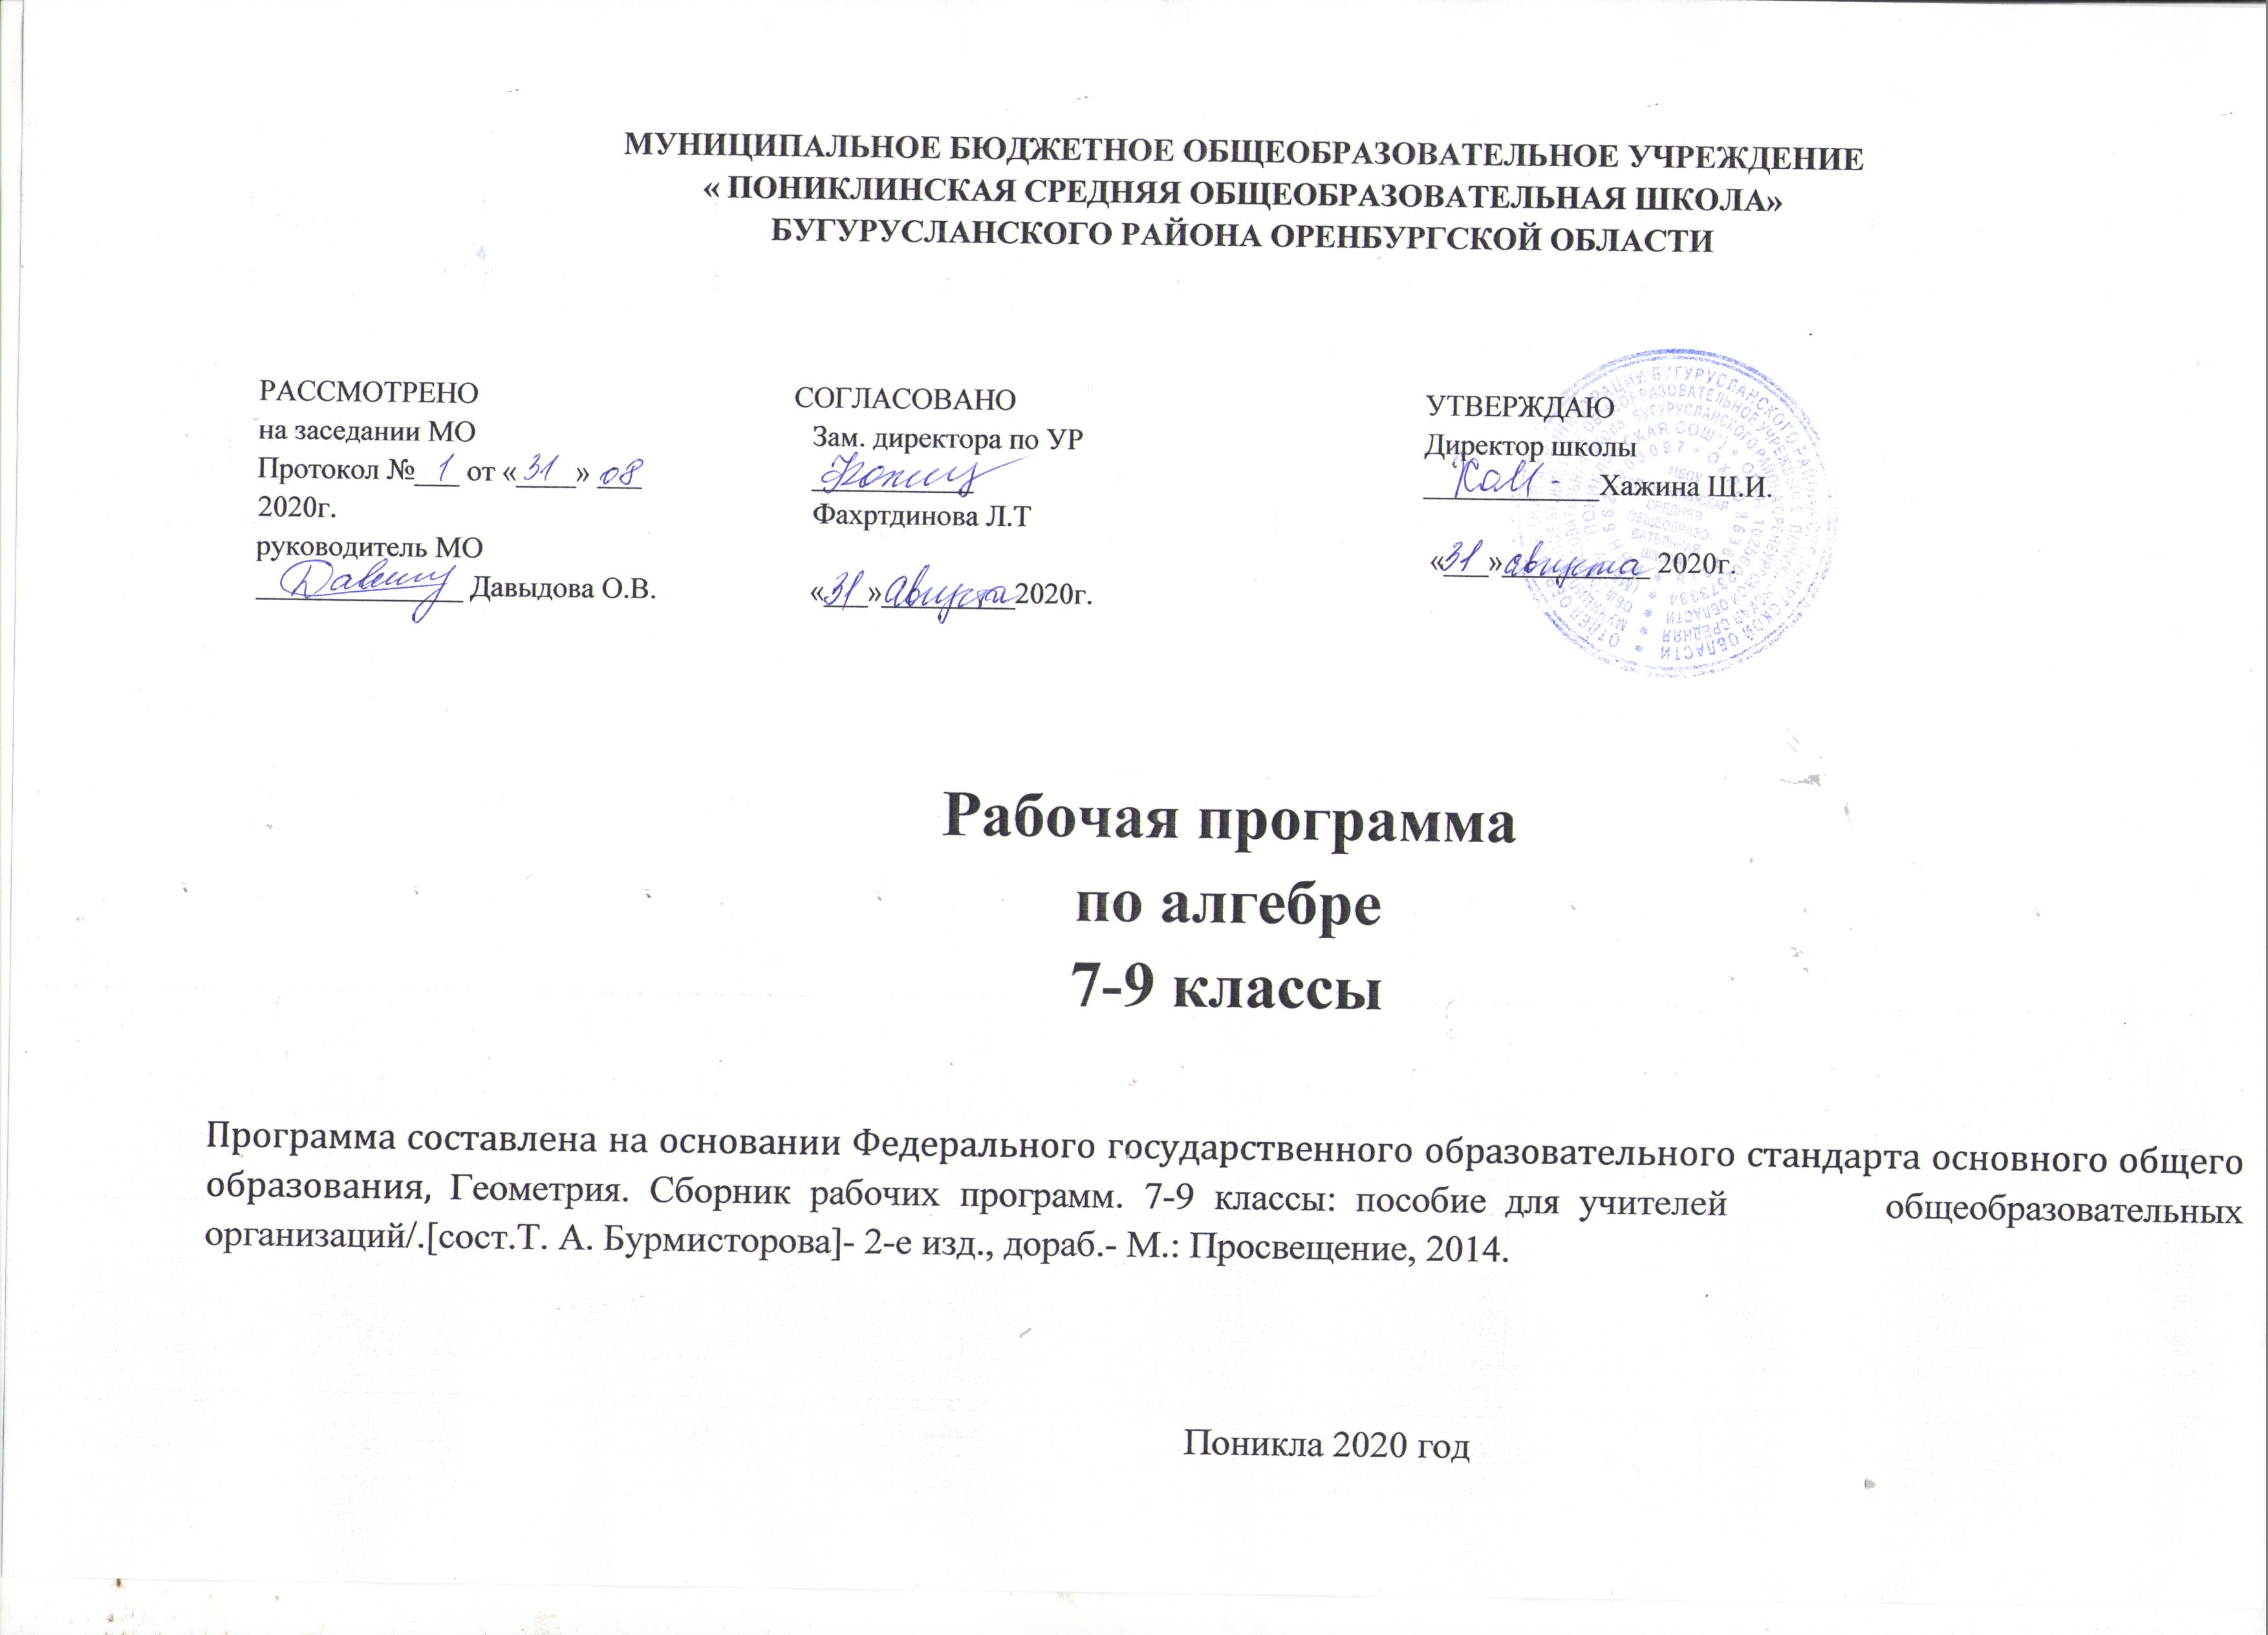 МУНИЦИПАЛЬНОЕ БЮДЖЕТНОЕ ОБЩЕОБРАЗОВАТЕЛЬНОЕ УЧРЕЖДЕНИЕ
« ПОНИКЛИНСКАЯ СРЕДНЯЯ ОБЩЕОБРАЗОВАТЕЛЬНАЯ ШКОЛА»
БУГУРУСЛАНСКОГО РАЙОНА ОРЕНБУРГСКОЙ ОБЛАСТИ
РАССМОТРЕНО
на заседании МО
Протокол № 1 от «31» 08
2020г.
руководитель МО
Давыдова О.В.
СОГЛАСОВАНО
Зам. директора по УР
Фахртдинова Л.Т
«31» августа 2020г.
УТВЕРЖДАЮ
Директор школы
Хажина Ш.И.
«31» августа 2020г.
Рабочая программа
по алгебре
7-9 классы
Программа составлена на основании Федерального государственного образовательного стандарта основного общего
образования, Геометрия. Сборник рабочих программ. 7-9 классы: пособие для учителей общеобразовательных
организаций/.[сост.Т. А. Бурмисторова]- 2-е изд., дораб.- М.: Просвещение, 2014.
Поникла 2020 год